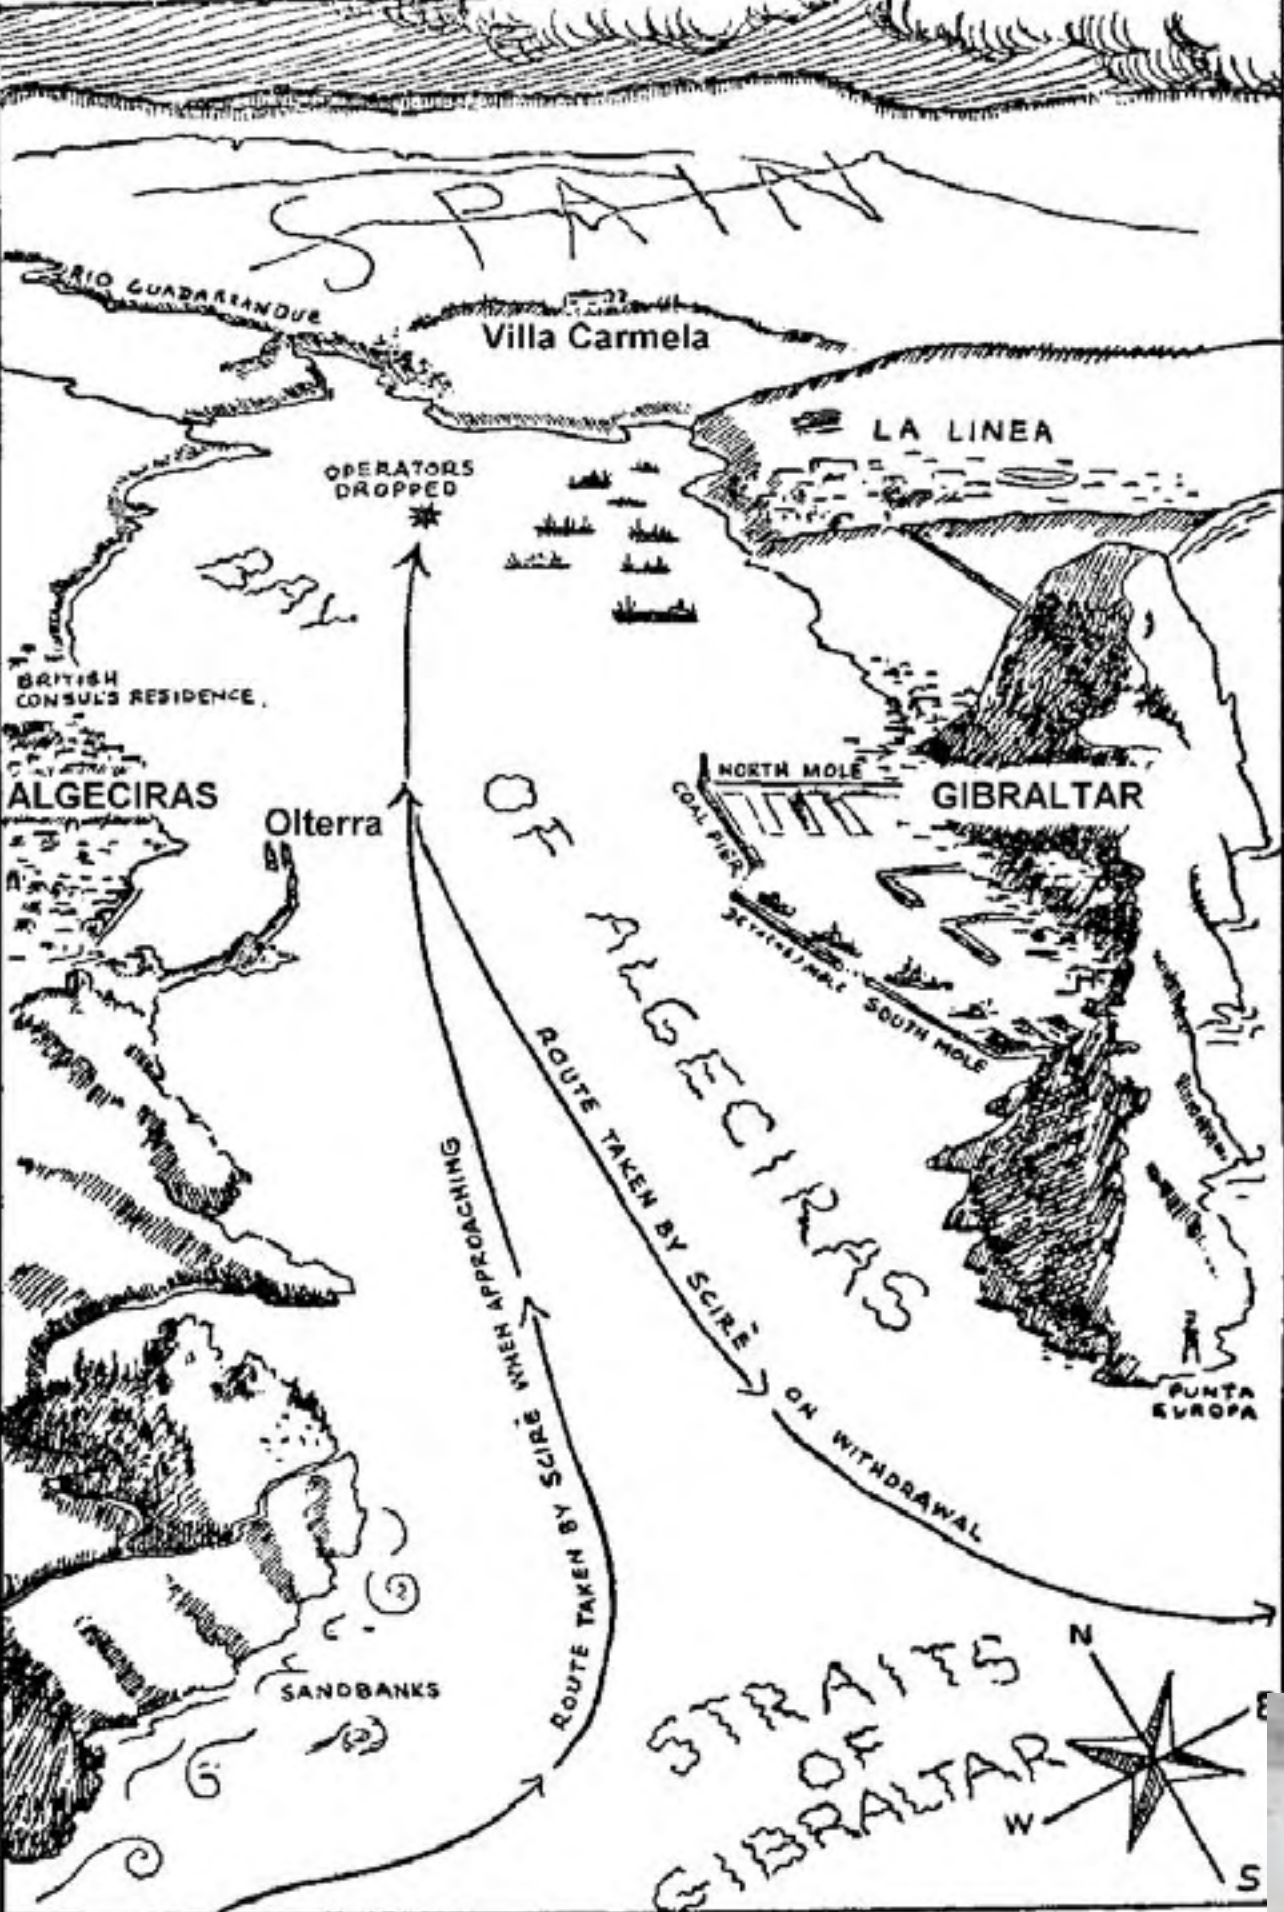 SPAIN
RIO GUADARRANQUE
Villa Carmela
LA LINEA
OPERATORS
DROPPED
BAY
BRITISH
CONSUL'S RESIDENCE.
ALGECIRAS
Olterra
OF
ALGECIRAS
NORTH MOLE
COAL PIER
GIBRALTAR
DETACHED MOLE
SOUTH MOLE
ROUTE TAKEN BY SCIRÈ
ON WITHDRAWAL
ROUTE TAKEN BY SCIRÈ WHEN APPROACHING
PUNTA
EUROPA
SANDBANKS
STRAITS
OF
GIBRALTAR
N
E
W
S